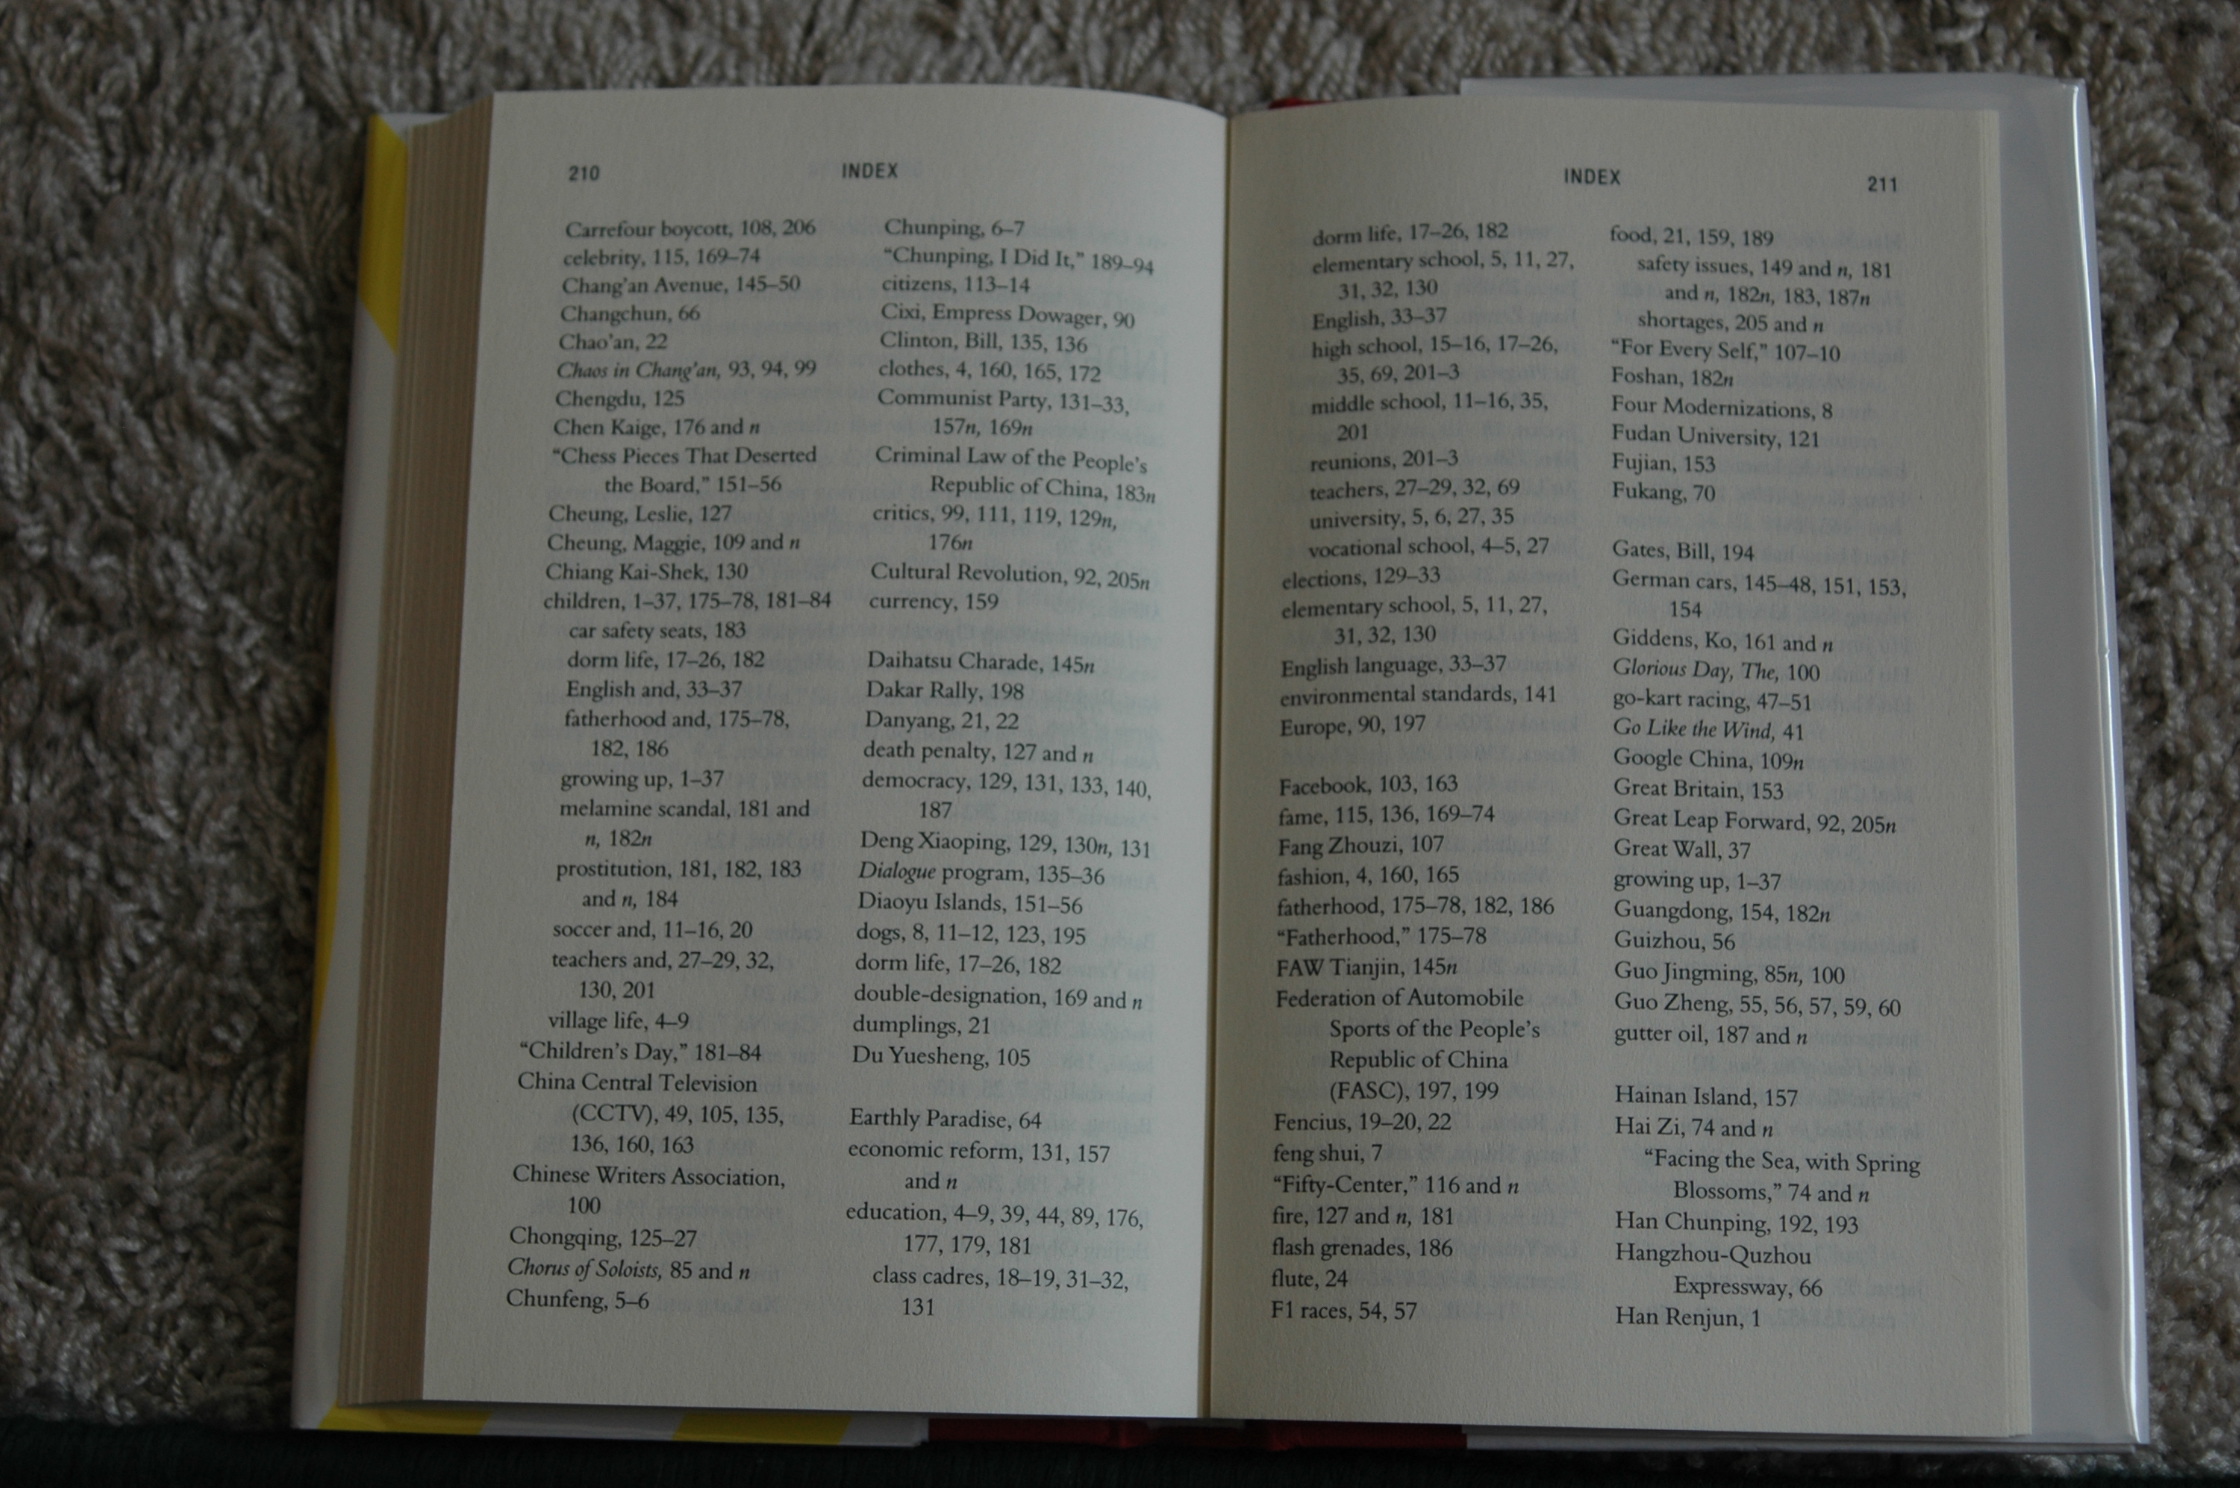 210
INDEX
Carrefour boycott, 108, 206
celebrity, 115, 169–74
Chang'an Avenue, 145–50
Changchun, 66
Chao'an, 22
Chaos in Chang'an, 93, 94, 99
Chengdu, 125
Chen Kaige, 176 and n
“Chess Pieces That Deserted
the Board,” 151–56
Cheung, Leslie, 127
Cheung, Maggie, 109 and n
Chiang Kai-Shek, 130
children, 1–37, 175–78, 181–84
car safety seats, 183
dorm life, 17–26, 182
English and, 33–37
fatherhood and, 175–78,
182, 186
growing up, 1–37
melamine scandal, 181 and
n, 182n
prostitution, 181, 182, 183
and n, 184
soccer and, 11–16, 20
teachers and, 27–29, 32,
130, 201
village life, 4–9
“Children's Day,” 181–84
China Central Television
(CCTV), 49, 105, 135,
136, 160, 163
Chinese Writers Association,
100
Chongqing, 125–27
Chorus of Soloists, 85 and n
Chunfeng, 5–6
Chunping, 6–7
“Chunping, I Did It,” 189–94
citizens, 113–14
Cixi, Empress Dowager, 90
Clinton, Bill, 135, 136
clothes, 4, 160, 165, 172
Communist Party, 131–33,
157n, 169n
Criminal Law of the People's
Republic of China, 183n
critics, 99, 111, 119, 129n,
176n
Cultural Revolution, 92, 205n
currency, 159
Daihatsu Charade, 145n
Dakar Rally, 198
Danyang, 21, 22
death penalty, 127 and n
democracy, 129, 131, 133, 140,
187
Deng Xiaoping, 129, 130n, 131
Dialogue program, 135–36
Diaoyu Islands, 151–56
dogs, 8, 11–12, 123, 195
dorm life, 17–26, 182
double-designation, 169 and n
dumplings, 21
Du Yuesheng, 105
Earthly Paradise, 64
economic reform, 131, 157
and n
education, 4–9, 39, 44, 89, 176,
177, 179, 181
class cadres, 18–19, 31–32,
131
INDEX
211
dorm life, 17–26, 182
elementary school, 5, 11, 27,
31, 32, 130
English, 33–37
high school, 15–16, 17–26,
35, 69, 201–3
middle school, 11–16, 35,
201
reunions, 201–3
teachers, 27–29, 32, 69
university, 5, 6, 27, 35
vocational school, 4–5, 27
elections, 129–33
elementary school, 5, 11, 27,
31, 32, 130
English language, 33–37
environmental standards, 141
Europe, 90, 197
Facebook, 103, 163
fame, 115, 136, 169–74
Fang Zhouzi, 107
fashion, 4, 160, 165
fatherhood, 175–78, 182, 186
“Fatherhood,” 175–78
FAW Tianjin, 145n
Federation of Automobile
Sports of the People's
Republic of China
(FASC), 197, 199
Fencius, 19–20, 22
feng shui, 7
“Fifty-Center,” 116 and n
fire, 127 and n, 181
flash grenades, 186
flute, 24
F1 races, 54, 57
food, 21, 159, 189
safety issues, 149 and n, 181
and n, 182n, 183, 187n
shortages, 205 and n
“For Every Self,” 107–10
Foshan, 182n
Four Modernizations, 8
Fudan University, 121
Fujian, 153
Fukang, 70
Gates, Bill, 194
German cars, 145–48, 151, 153,
154
Giddens, Ko, 161 and n
Glorious Day, The, 100
go-kart racing, 47–51
Go Like the Wind, 41
Google China, 109n
Great Britain, 153
Great Leap Forward, 92, 205n
Great Wall, 37
growing up, 1–37
Guangdong, 154, 182n
Guizhou, 56
Guo Jingming, 85n, 100
Guo Zheng, 55, 56, 57, 59, 60
gutter oil, 187 and n
Hainan Island, 157
Hai Zi, 74 and n
“Facing the Sea, with Spring
Blossoms,” 74 and n
Han Chunping, 192, 193
Hangzhou-Quzhou
Expressway, 66
Han Renjun, 1